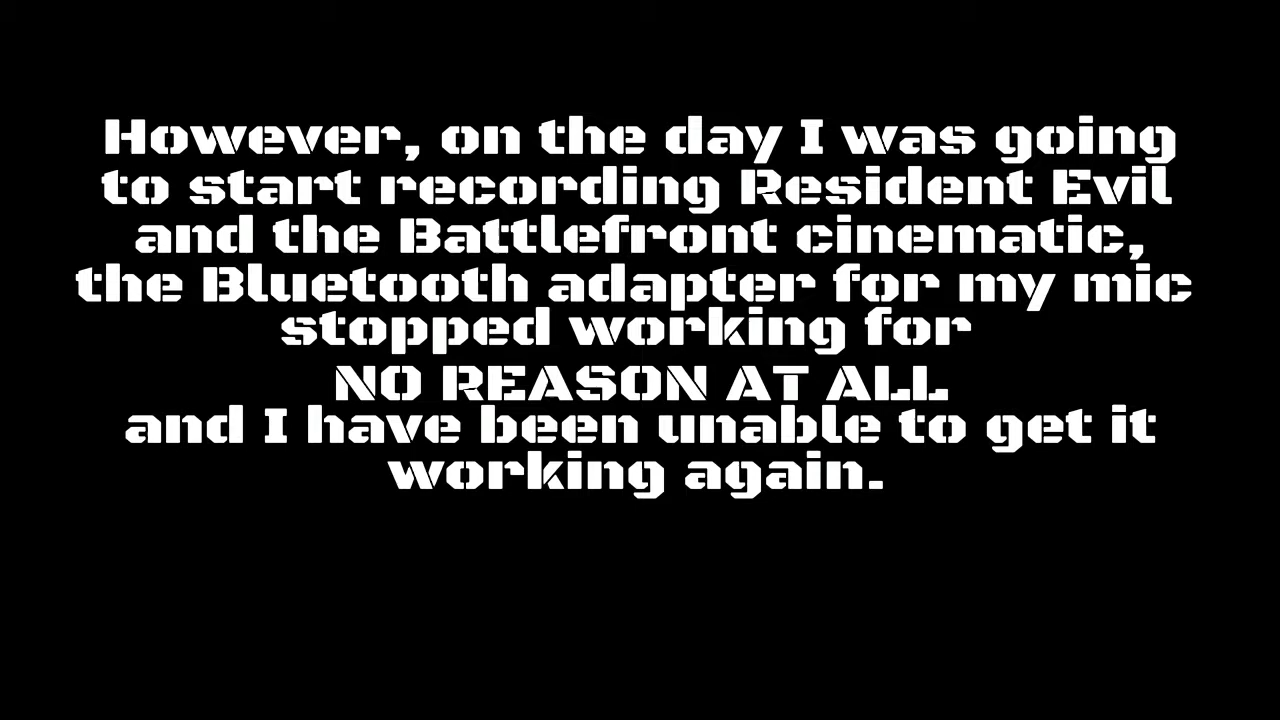 However, on the day I was going
to start recording Resident Evil
and the Battlefront cinematic,
the Bluetooth adapter for my mic
stopped working for
NO REASON AT ALL
and I have been unable to get it
working again.